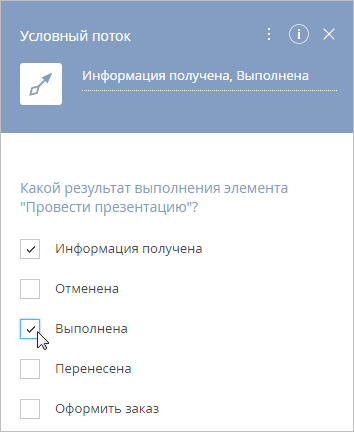 Условный поток
Информация получена, Выполнена
Какой результат выполнения элемента
"Провести презентацию"?
Информация получена
Отменена
Выполнена
Перенесена
Оформить заказ